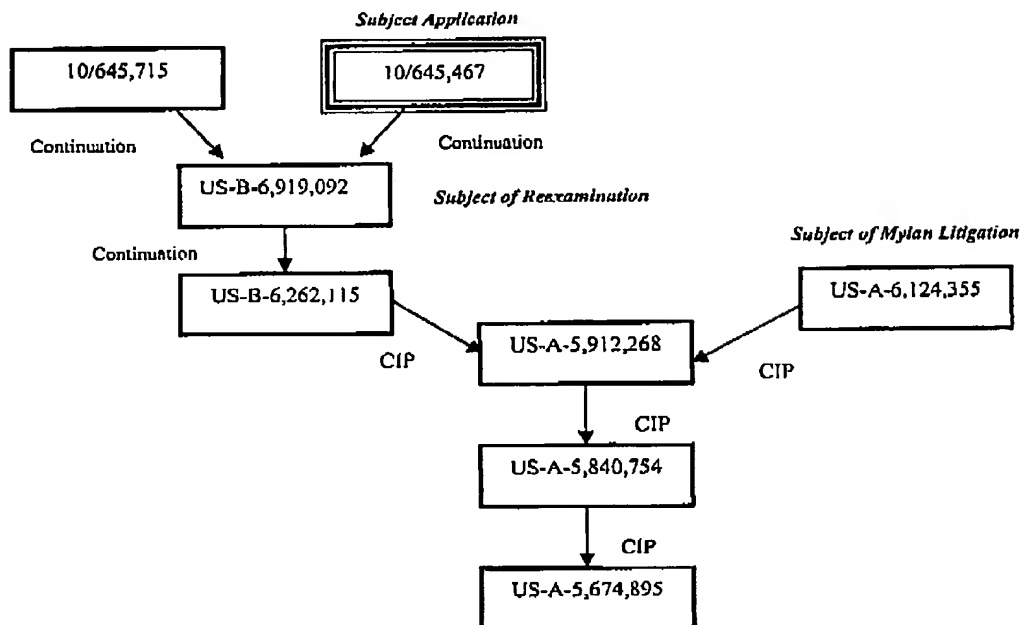 Subject Application
10/645,715
10/645,467
Continuation
Continuation
US-B-6,919,092
Subject of Reexamination
Continuation
Subject of Mylan Litigation
US-B-6,262,115
US-A-6,124,355
US-A-5,912,268
CIP
CIP
CIP
US-A-5,840,754
CIP
US-A-5,674,895